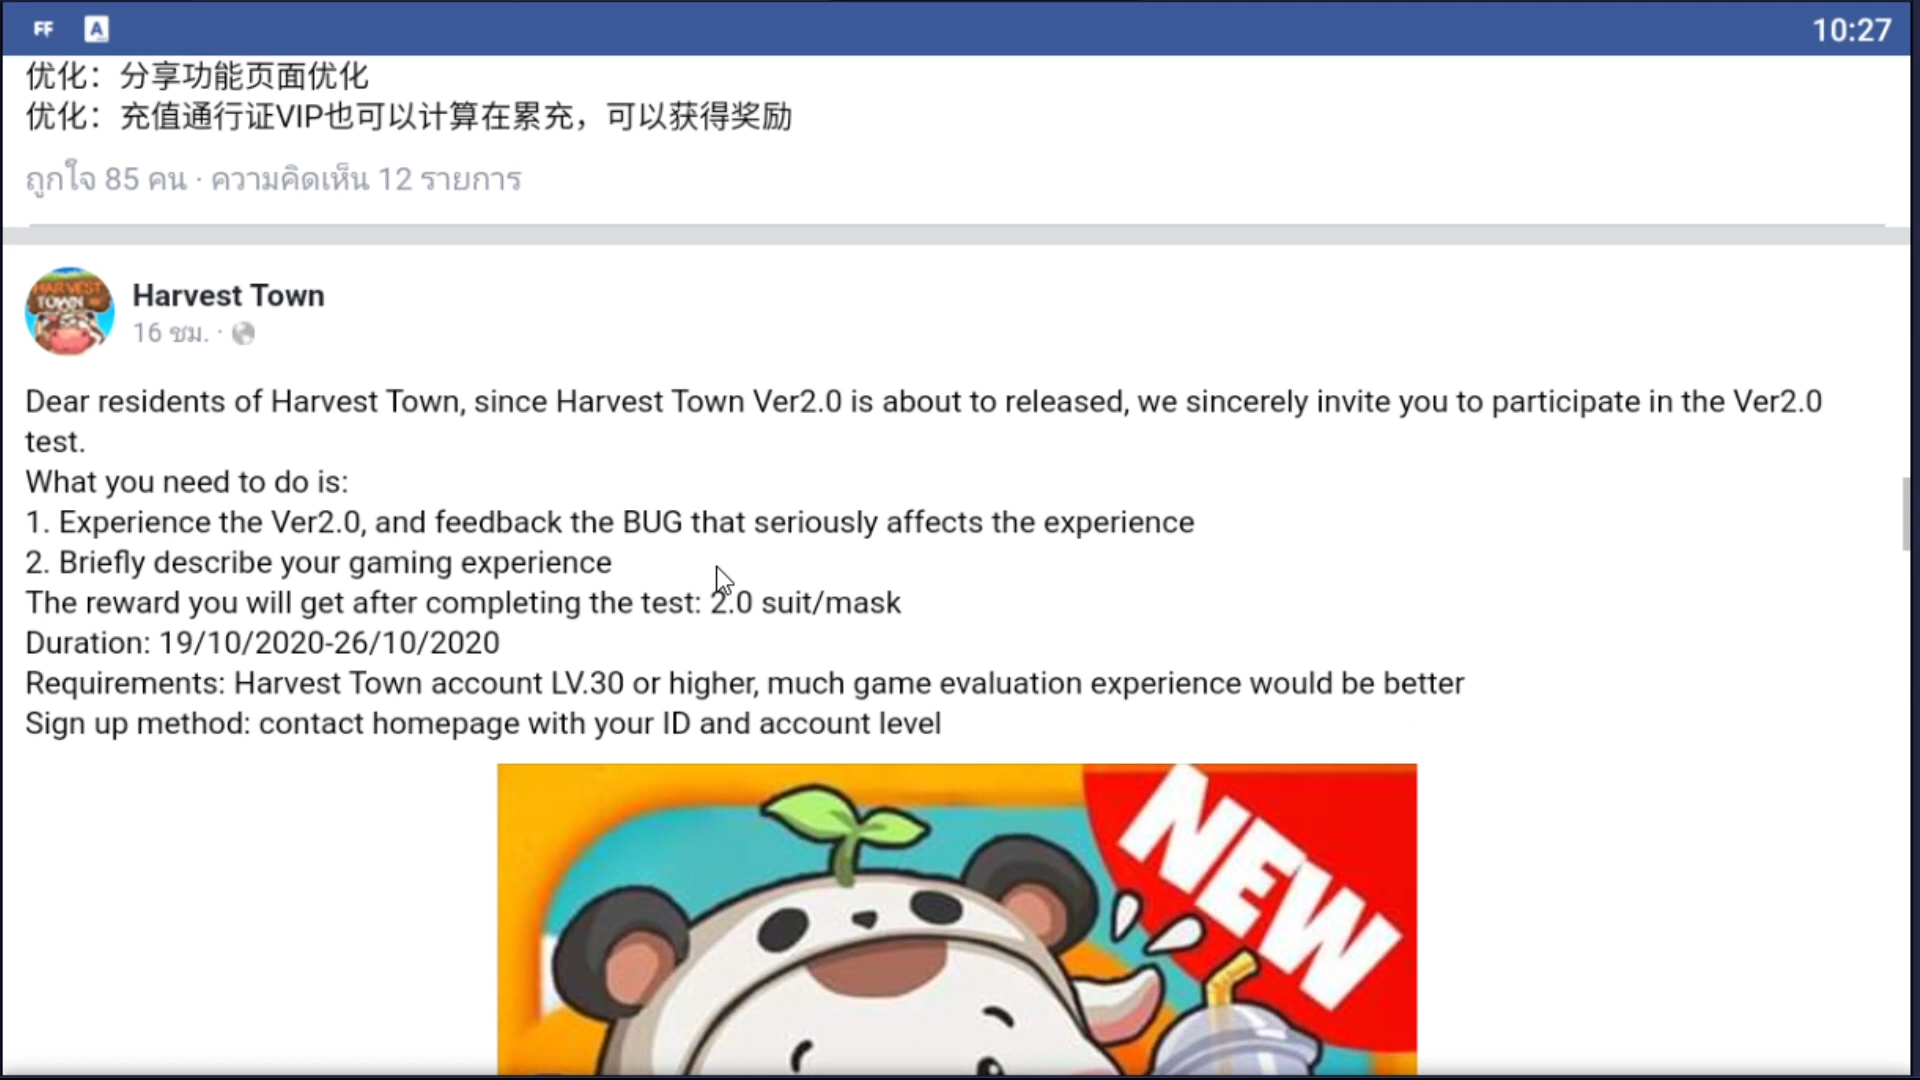 FF A 10:27
优化：分享功能页面优化
优化：充值通行证VIP也可以计算在累充，可以获得奖励
ถูกใจ 85 คน · ความคิดเห็น 12 รายการ
HARVEST
TOWN
Harvest Town
16 ชม. ·
Dear residents of Harvest Town, since Harvest Town Ver2.0 is about to released, we sincerely invite you to participate in the Ver2.0
test.
What you need to do is:
1. Experience the Ver2.0, and feedback the BUG that seriously affects the experience
2. Briefly describe your gaming experience
The reward you will get after completing the test: 2.0 suit/mask
Duration: 19/10/2020-26/10/2020
Requirements: Harvest Town account LV.30 or higher, much game evaluation experience would be better
Sign up method: contact homepage with your ID and account level
NEW